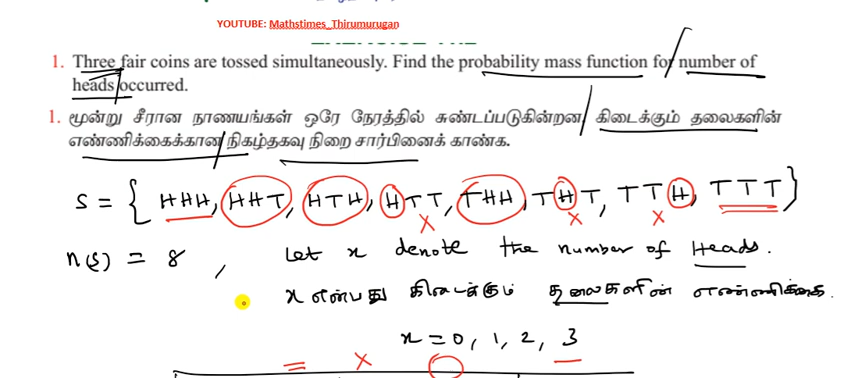 YOUTUBE: Mathstimes_Thirumurugan
1. Three fair coins are tossed simultaneously. Find the probability mass function for number of
heads occurred.
1. மூன்று சீரான நாணயங்கள் ஒரே நேரத்தில் சுண்டப்படுகின்றன. கிடைக்கும் தலைகளின்
எண்ணிக்கைக்கான நிகழ்தகவு நிறை சார்பினைக் காண்க.
S = { HHH, HHT, HTH, HTT, THH, THT, TTH, TTT }
n(s) = 8 , Let x denote the number of Heads.
x என்பது கிடைக்கும் தலைகளின் எண்ணிக்கை.
x = 0, 1, 2, 3